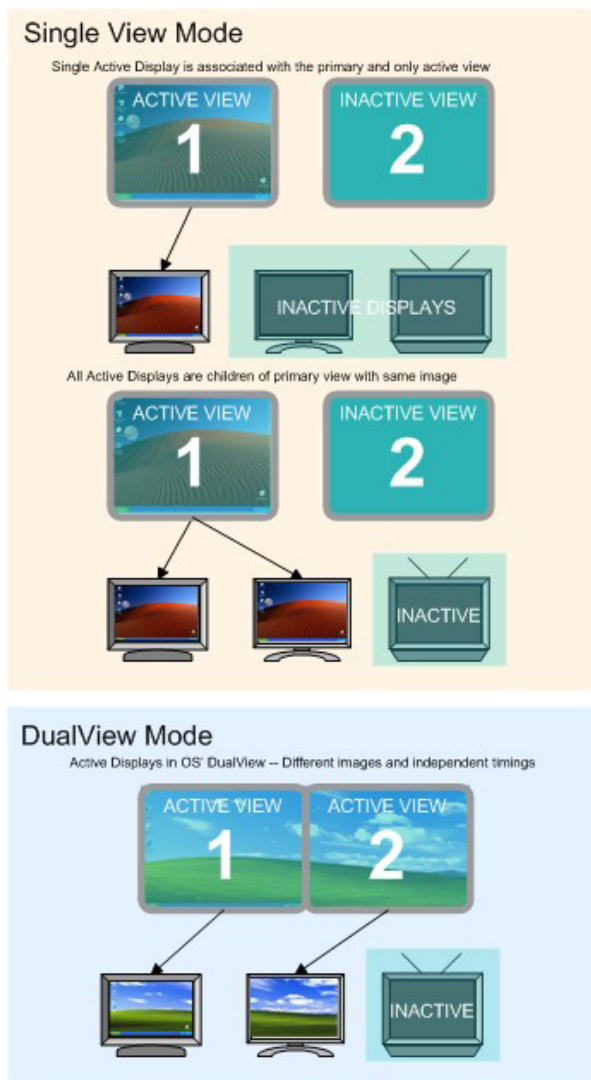 Single View Mode
Single Active Display is associated with the primary and only active view
ACTIVE VIEW
1
INACTIVE VIEW
2
INACTIVE DISPLAYS
All Active Displays are children of primary view with same image
ACTIVE VIEW
1
INACTIVE VIEW
2
INACTIVE
DualView Mode
Active Displays in OS' DualView -- Different images and independent timings
ACTIVE VIEW
1
ACTIVE VIEW
2
INACTIVE